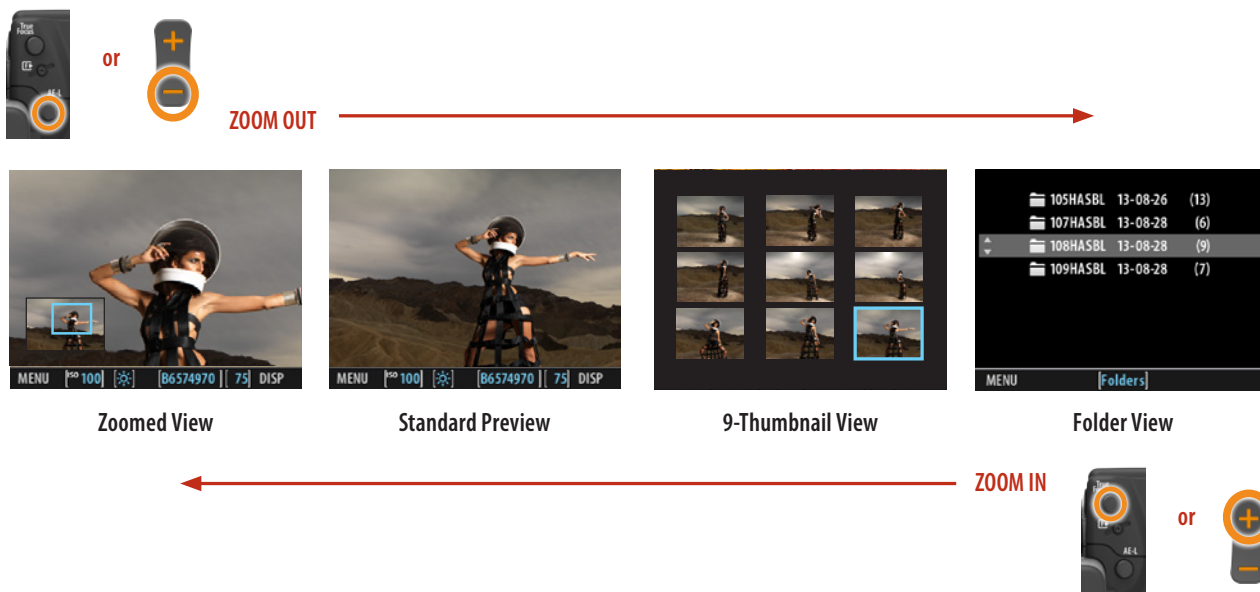 True
Focus
AE-L
or
+
−
ZOOM OUT
MENU [ISO 100] [ ] [B6574970 ][ 75] DISP
MENU [ISO 100] [ ] [B6574970 ][ 75] DISP
105HASBL 13-08-26 (13)
107HASBL 13-08-28 (6)
108HASBL 13-08-28 (9)
109HASBL 13-08-28 (7)
MENU [Folders]
Zoomed View
Standard Preview
9-Thumbnail View
Folder View
ZOOM IN
True
AE-L
or
+
−